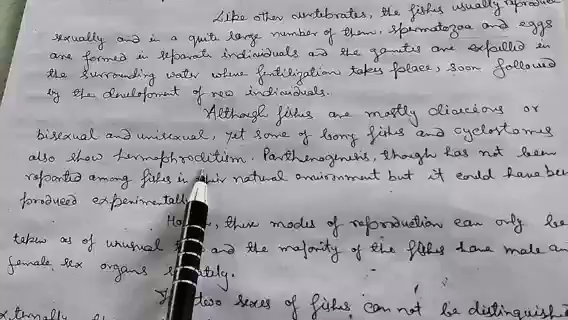 Like other vertebrates, the fishes usually reproduce
sexually and in a quite large number of them, spermatozoa and eggs
are formed in separate individuals and the gametes are expelled in
the surrounding water where fertilization takes place, soon followed
by the development of new individuals.
Although fishes are mostly dioecious or
bisexual and unisexual, yet some of bony fishes and cyclostomes
also show hermaphroditism. Parthenogenesis, though has not been
reported among fishes in their natural environment but it could have been
produced experimentally
these modes of reproduction can only be
taken as of unusual and the majority of the fishes have male an
female sex organs
two sexes of fishes can not be distinguished